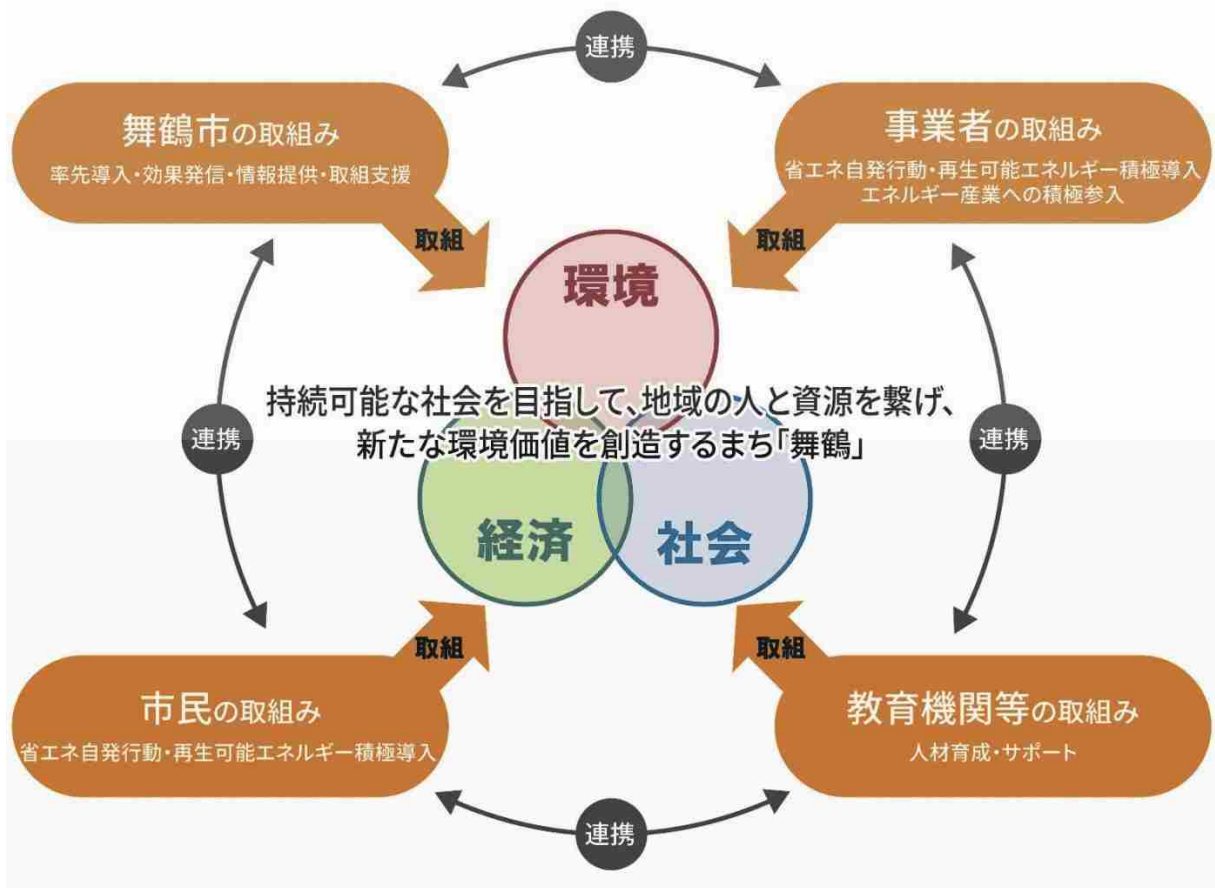 連携
舞鶴市の取組み
率先導入・効果発信・情報提供・取組支援
事業者の取組み
省エネ自発行動・再生可能エネルギー積極導入
エネルギー産業への積極参入
取組
取組
環境
持続可能な社会を目指して、地域の人と資源を繋げ、
新たな環境価値を創造するまち「舞鶴」
連携
連携
経済
社会
取組
取組
市民の取組み
省エネ自発行動・再生可能エネルギー積極導入
教育機関等の取組み
人材育成・サポート
連携